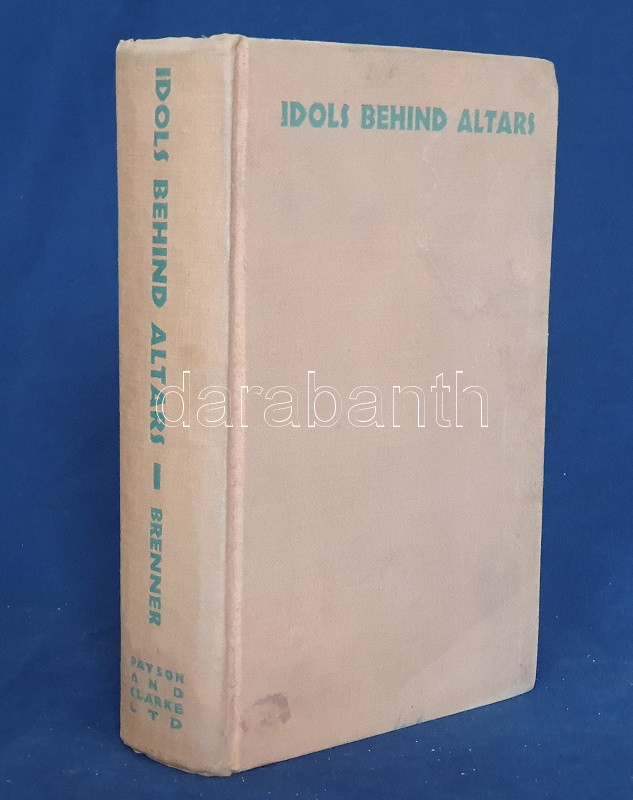 IDOLS BEHIND ALTARS
IDOLS BEHIND ALTARS — BRENNER
PAYSON
AND
CLARKE
LTD
darabanth